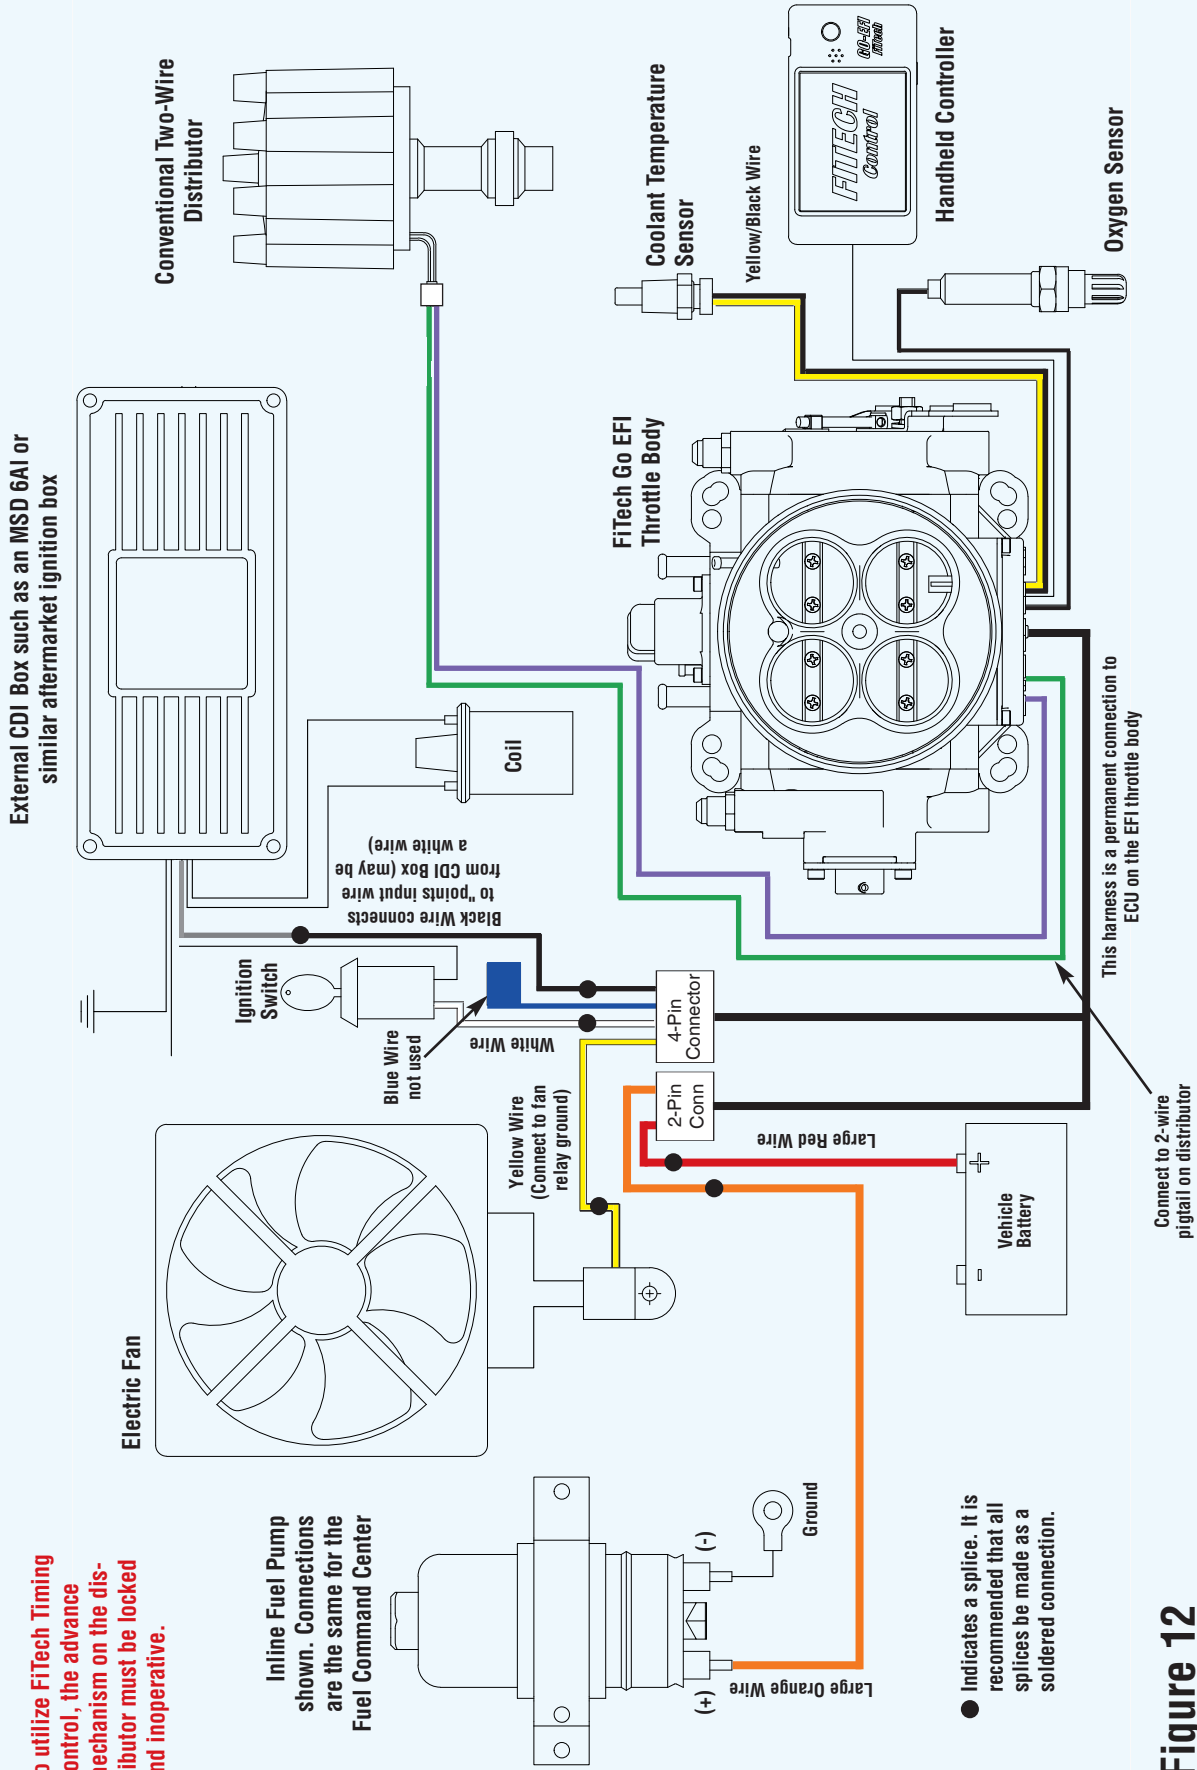 To utilize FiTech Timing
Control, the advance
mechanism on the dis-
tributor must be locked
and inoperative.
External CDI Box such as an MSD 6Al or
similar aftermarket ignition box
Conventional Two-Wire
Distributor
Electric Fan
Inline Fuel Pump
shown. Connections
are the same for the
Fuel Command Center
Ignition
Switch
Black Wire connects
to "points" input wire
from CDI Box (may be
a white wire)
Coil
Blue Wire
not used
White Wire
Yellow Wire
(Connect to fan
relay ground)
4-Pin
Connector
2-Pin
Conn
Large Red Wire
FiTech Go EFI
Throttle Body
Coolant Temperature
Sensor
Yellow/Black Wire
FITECH
Control
GO-EFI
FiTech
Handheld Controller
Oxygen Sensor
(+)
(-)
Ground
Large Orange Wire
Vehicle
Battery
+
-
This harness is a permanent connection to
ECU on the EFI throttle body
Connect to 2-wire
pigtail on distributor
Indicates a splice. It is
recommended that all
splices be made as a
soldered connection.
Figure 12